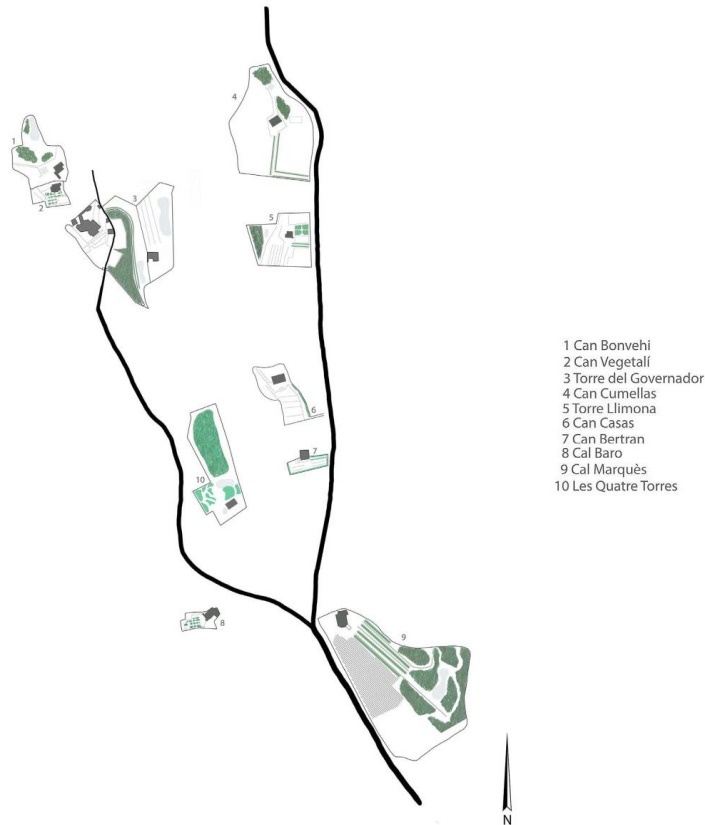 4
1
2
3
5
6
7
10
8
9
1 Can Bonvehi
2 Can Vegetalí
3 Torre del Governador
4 Can Cumellas
5 Torre Llimona
6 Can Casas
7 Can Bertran
8 Cal Baro
9 Cal Marquès
10 Les Quatre Torres
N